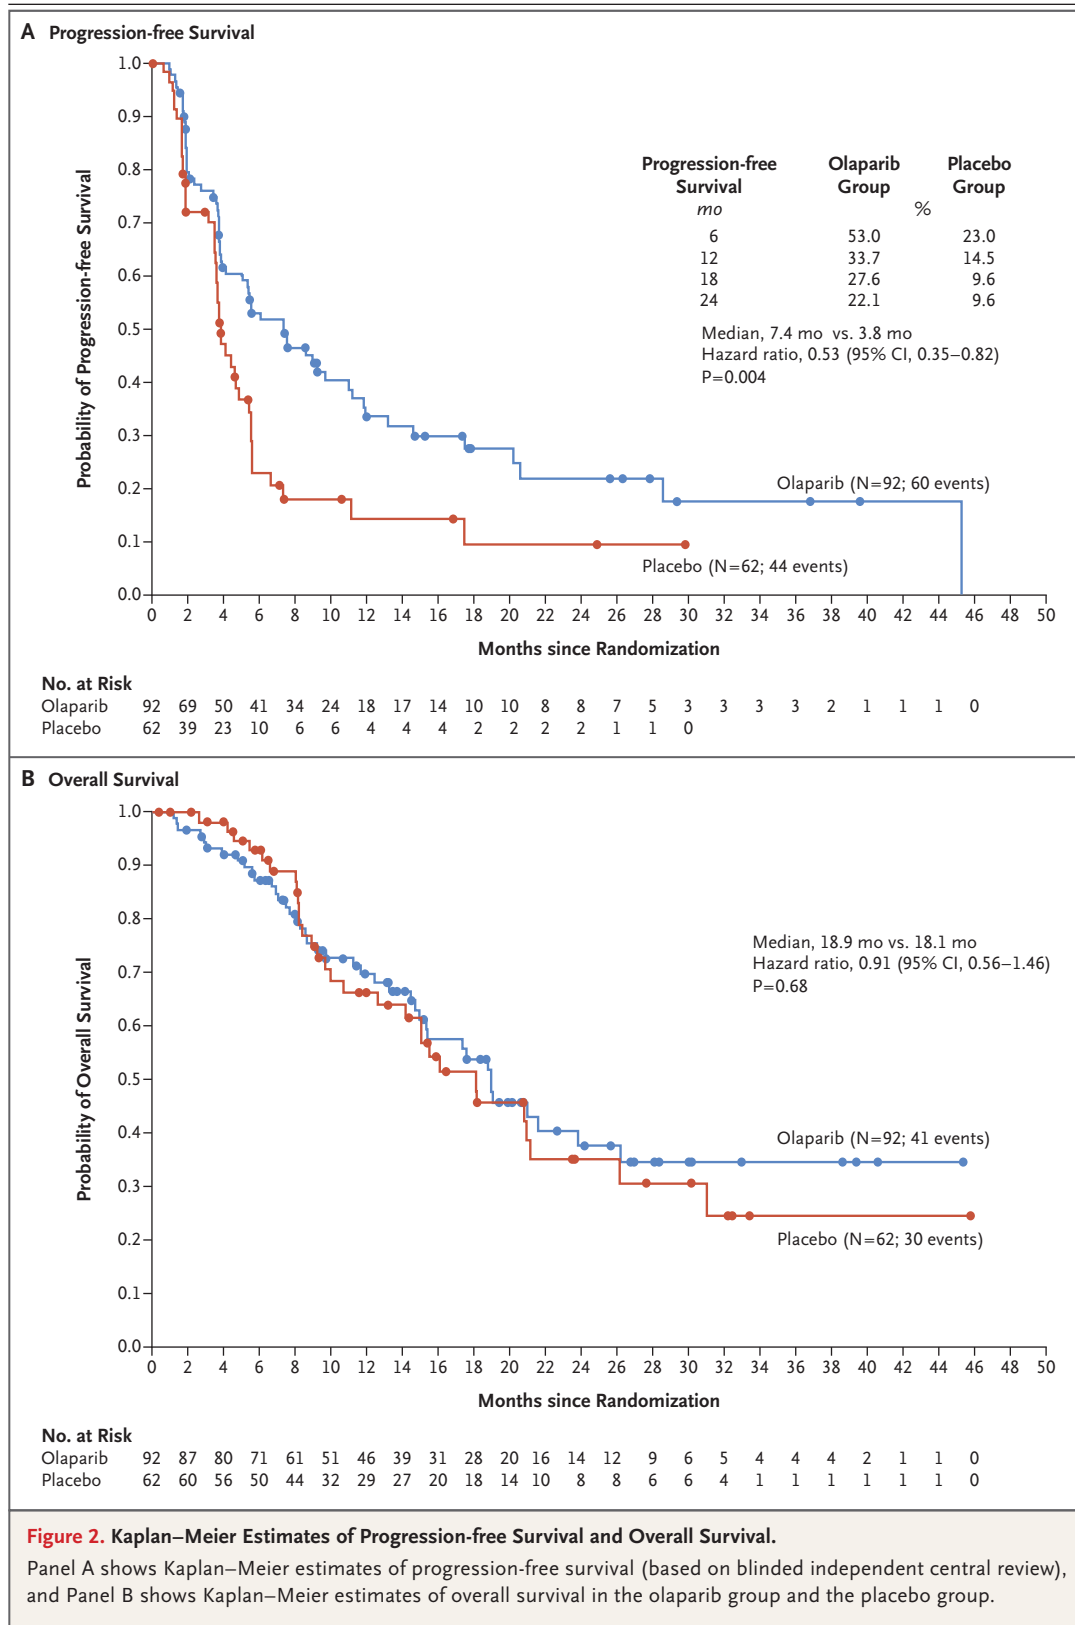 A Progression-free Survival
Probability of Progression-free Survival
1.0
0.9
0.8
0.7
0.6
0.5
0.4
0.3
0.2
0.1
0.0
Progression-free Survival Olaparib Group Placebo Group
mo %
6 53.0 23.0
12 33.7 14.5
18 27.6 9.6
24 22.1 9.6
Median, 7.4 mo vs. 3.8 mo
Hazard ratio, 0.53 (95% CI, 0.35–0.82)
P=0.004
Olaparib (N=92; 60 events)
Placebo (N=62; 44 events)
0 2 4 6 8 10 12 14 16 18 20 22 24 26 28 30 32 34 36 38 40 42 44 46 48 50
Months since Randomization
No. at Risk
Olaparib 92 69 50 41 34 24 18 17 14 10 10 8 8 7 5 3 3 3 3 2 1 1 1 0
Placebo 62 39 23 10 6 6 4 4 4 2 2 2 2 1 1 0
B Overall Survival
Probability of Overall Survival
1.0
0.9
0.8
0.7
0.6
0.5
0.4
0.3
0.2
0.1
0.0
Median, 18.9 mo vs. 18.1 mo
Hazard ratio, 0.91 (95% CI, 0.56–1.46)
P=0.68
Olaparib (N=92; 41 events)
Placebo (N=62; 30 events)
0 2 4 6 8 10 12 14 16 18 20 22 24 26 28 30 32 34 36 38 40 42 44 46 48 50
Months since Randomization
No. at Risk
Olaparib 92 87 80 71 61 51 46 39 31 28 20 16 14 12 9 6 5 4 4 4 2 1 1 0
Placebo 62 60 56 50 44 32 29 27 20 18 14 10 8 8 6 6 4 1 1 1 1 1 1 0
Figure 2. Kaplan–Meier Estimates of Progression-free Survival and Overall Survival.
Panel A shows Kaplan–Meier estimates of progression-free survival (based on blinded independent central review),
and Panel B shows Kaplan–Meier estimates of overall survival in the olaparib group and the placebo group.